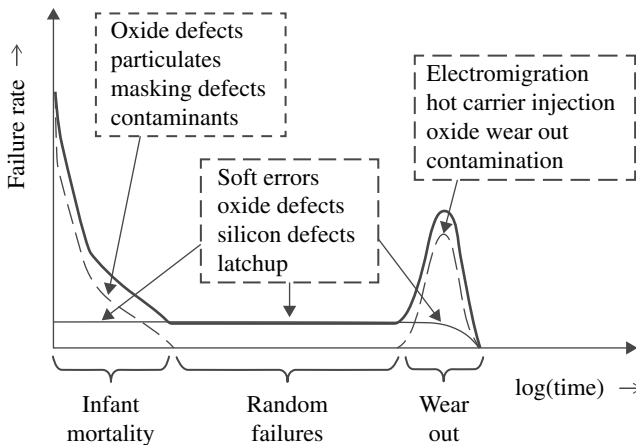 Failure rate →
Oxide defects
particulates
masking defects
contaminants
Electromigration
hot carrier injection
oxide wear out
contamination
Soft errors
oxide defects
silicon defects
latchup
log(time) →
Infant
mortality
Random
failures
Wear
out